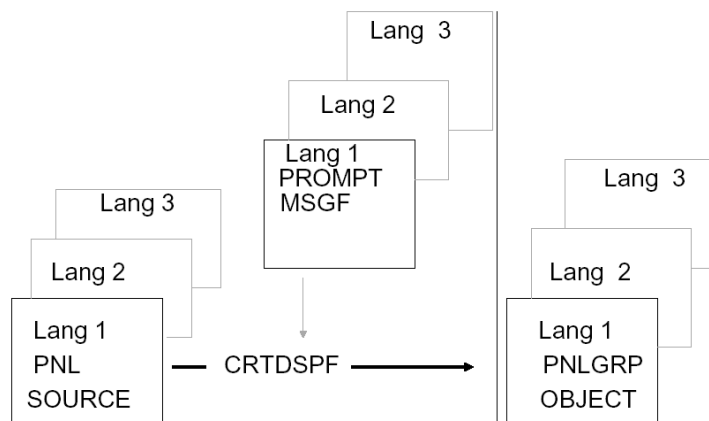 Lang 3
Lang 2
Lang 1
PROMPT
MSGF
Lang 3
Lang 2
Lang 1
PNL
SOURCE
CRTDSPF
Lang 3
Lang 2
Lang 1
PNLGRP
OBJECT